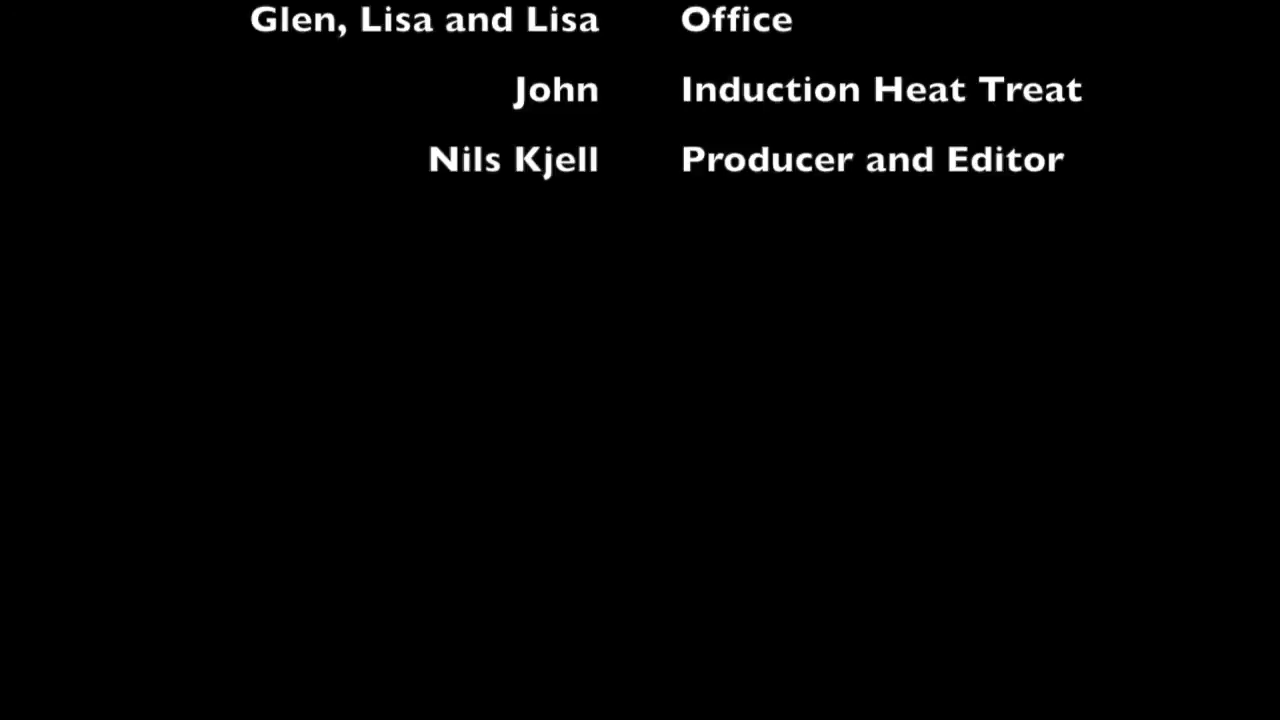 Glen, Lisa and Lisa Office
John Induction Heat Treat
Nils Kjell Producer and Editor